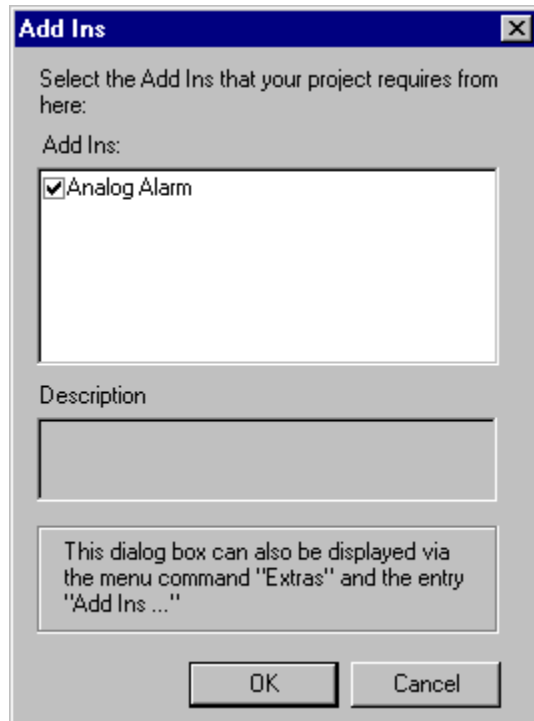 Add Ins
Select the Add Ins that your project requires from
here:
Add Ins:
Analog Alarm
Description
This dialog box can also be displayed via
the menu command "Extras" and the entry
"Add Ins ..."
OK
Cancel